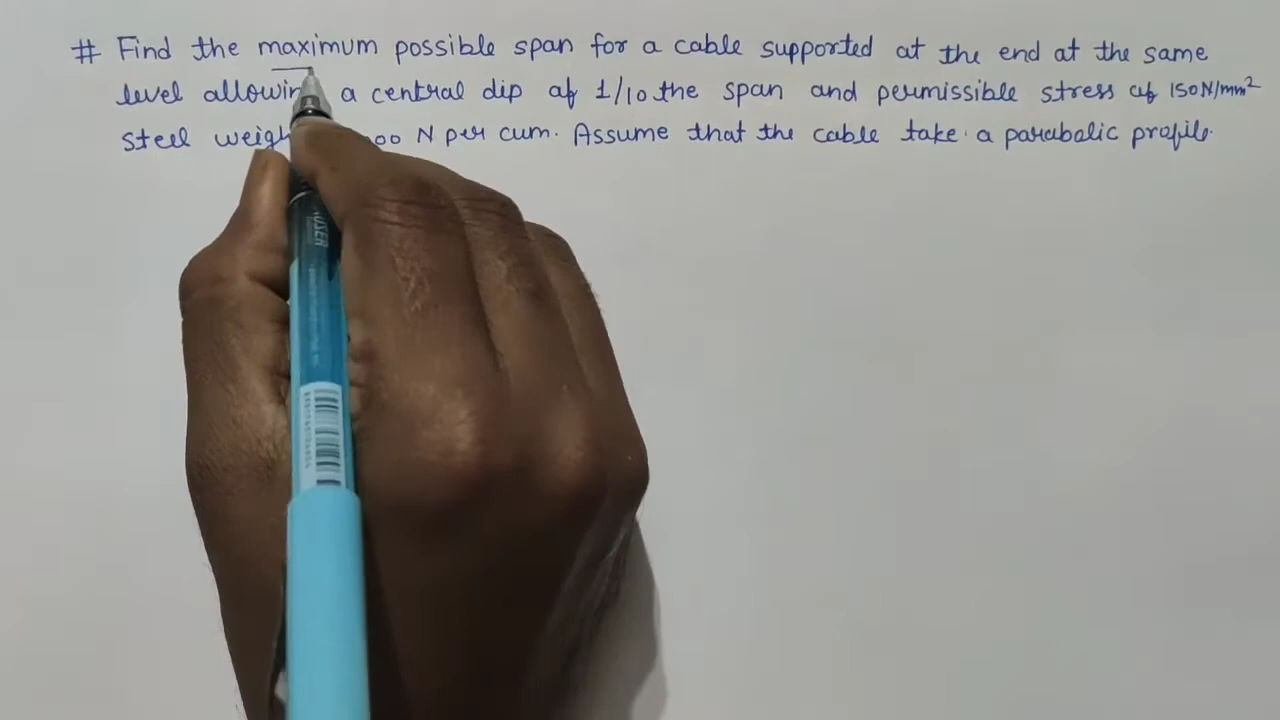 # Find the maximum possible span for a cable supported at the end at the same
level allowing a central dip of 1/10 the span and permissible stress of 150N/mm²
Steel 00 N per cum. Assume that the cable take a parabolic profile.